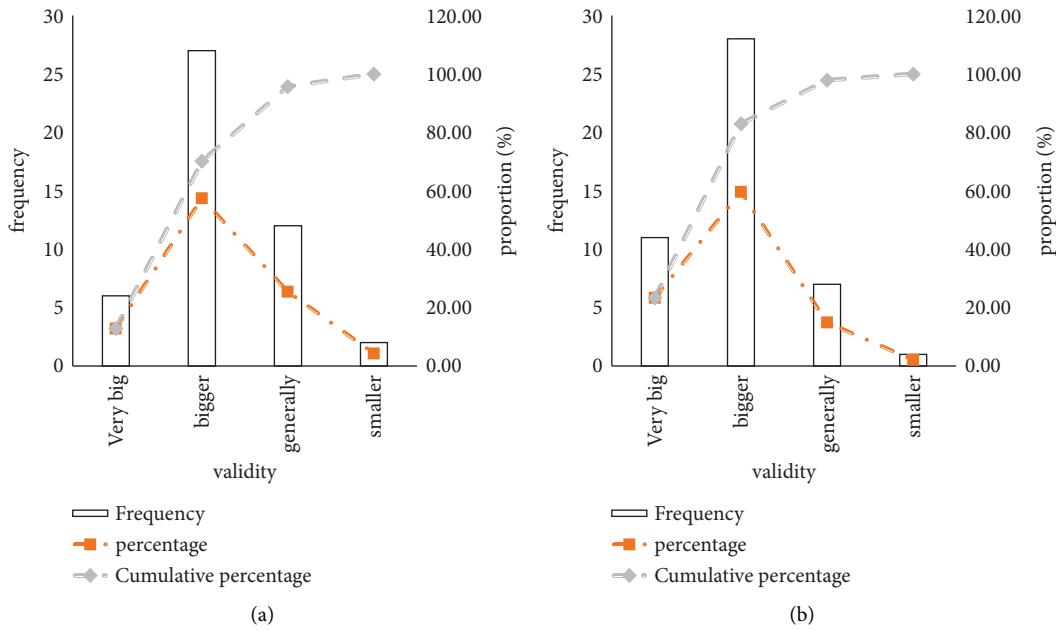 30
25
20
15
10
5
0
frequency
120.00
100.00
80.00
60.00
40.00
20.00
0.00
proportion (%)
Very big
bigger
generally
smaller
validity
Frequency
percentage
Cumulative percentage
(a)
30
25
20
15
10
5
0
frequency
120.00
100.00
80.00
60.00
40.00
20.00
0.00
proportion (%)
Very big
bigger
generally
smaller
validity
Frequency
percentage
Cumulative percentage
(b)